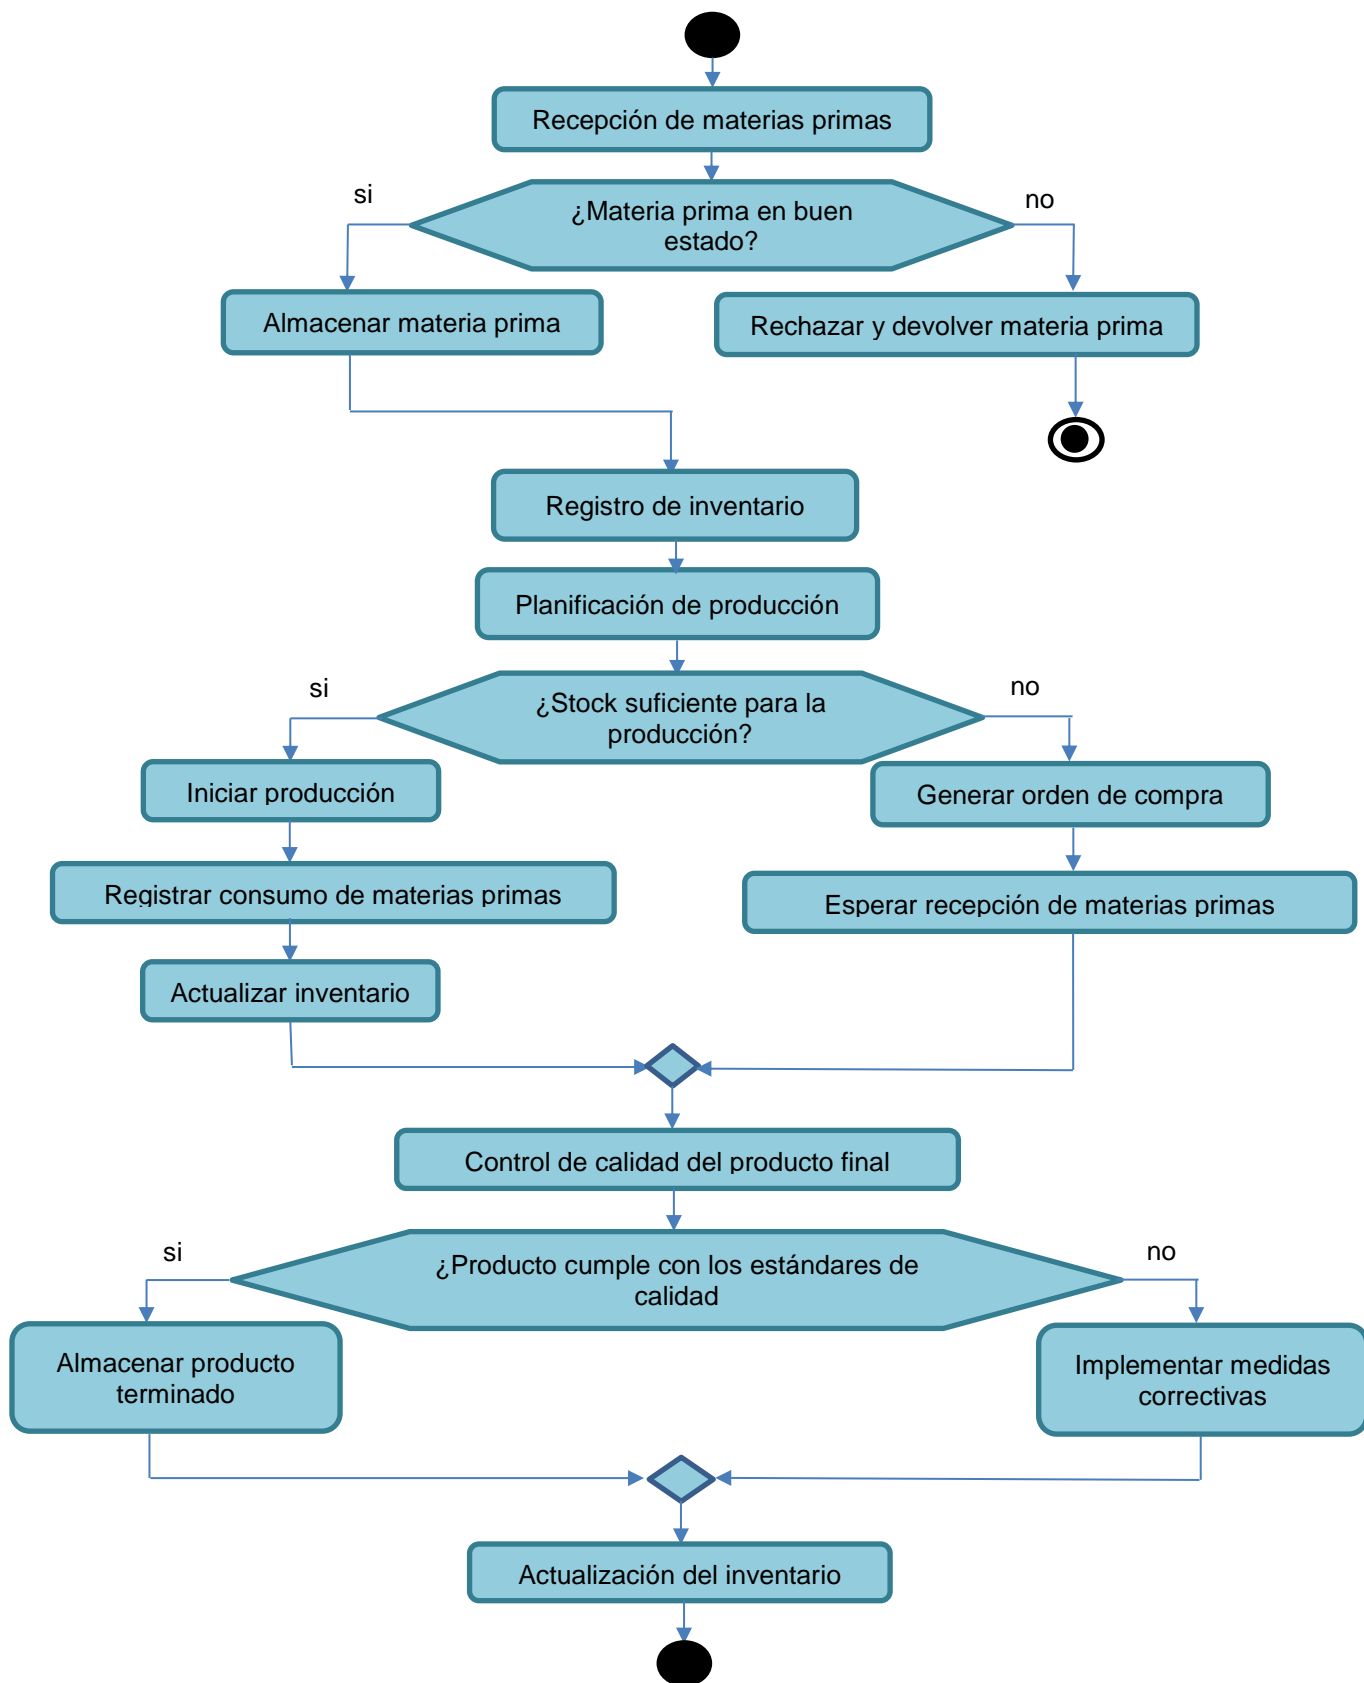 Recepción de materias primas
si
no
¿Materia prima en buen
estado?
Almacenar materia prima
Rechazar y devolver materia prima
Registro de inventario
Planificación de producción
si
no
¿Stock suficiente para la
producción?
Iniciar producción
Generar orden de compra
Registrar consumo de materias primas
Esperar recepción de materias primas
Actualizar inventario
Control de calidad del producto final
si
no
¿Producto cumple con los estándares de
calidad
Almacenar producto
terminado
Implementar medidas
correctivas
Actualización del inventario